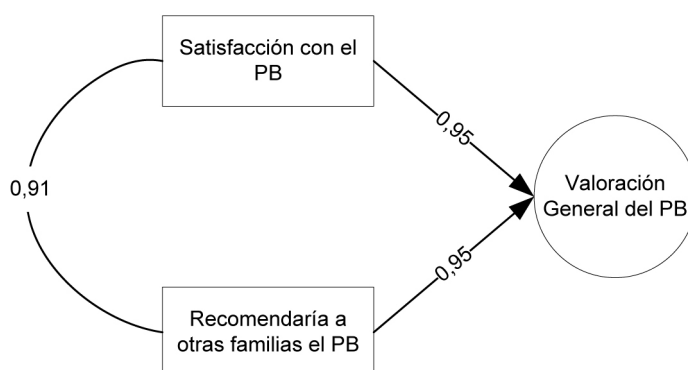 Satisfacción con el
PB
0,95
0,91
Valoración
General del PB
0,95
Recomendaría a
otras familias el PB